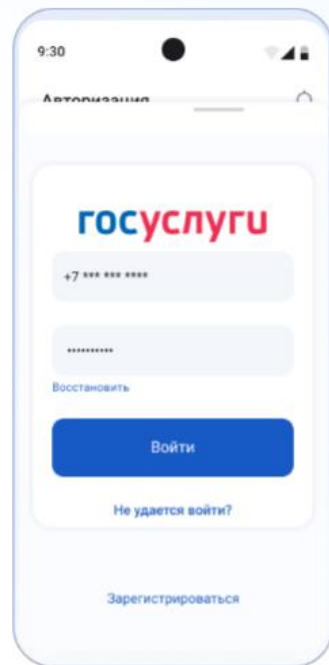 9:30
Авторизация
госуслуги
+7 *** *** ****
••••••••••
Восстановить
Войти
Не удается войти?
Зарегистрироваться